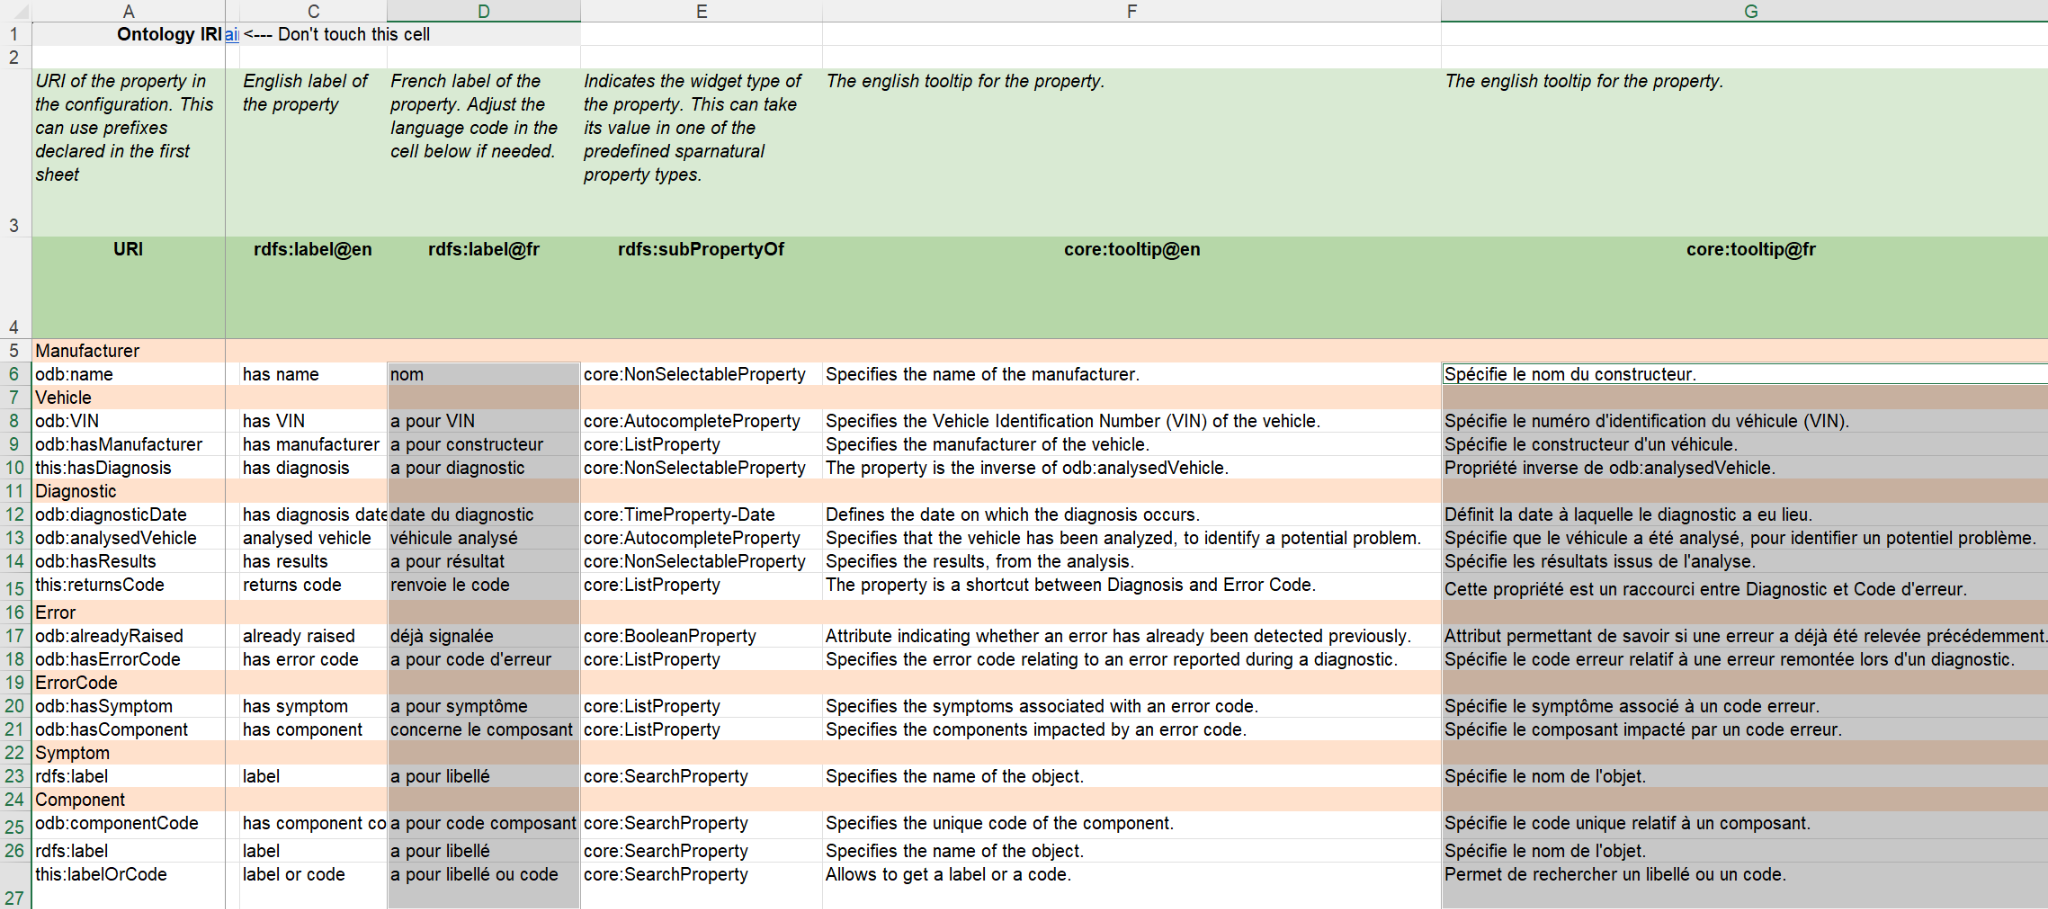 A C D E F G
1 Ontology IRI ai <--- Don't touch this cell
2
3 URI of the property in the configuration. This can use prefixes declared in the first sheet English label of the property French label of the property. Adjust the language code in the cell below if needed. Indicates the widget type of the property. This can take its value in one of the predefined sparnatural property types. The english tooltip for the property. The english tooltip for the property.
4 URI rdfs:label@en rdfs:label@fr rdfs:subPropertyOf core:tooltip@en core:tooltip@fr
5 Manufacturer
6 odb:name has name nom core:NonSelectableProperty Specifies the name of the manufacturer. Spécifie le nom du constructeur.
7 Vehicle
8 odb:VIN has VIN a pour VIN core:AutocompleteProperty Specifies the Vehicle Identification Number (VIN) of the vehicle. Spécifie le numéro d'identification du véhicule (VIN).
9 odb:hasManufacturer has manufacturer a pour constructeur core:ListProperty Specifies the manufacturer of the vehicle. Spécifie le constructeur d'un véhicule.
10 this:hasDiagnosis has diagnosis a pour diagnostic core:NonSelectableProperty The property is the inverse of odb:analysedVehicle. Propriété inverse de odb:analysedVehicle.
11 Diagnostic
12 odb:diagnosticDate has diagnosis date date du diagnostic core:TimeProperty-Date Defines the date on which the diagnosis occurs. Définit la date à laquelle le diagnostic a eu lieu.
13 odb:analysedVehicle analysed vehicle véhicule analysé core:AutocompleteProperty Specifies that the vehicle has been analyzed, to identify a potential problem. Spécifie que le véhicule a été analysé, pour identifier un potentiel problème.
14 odb:hasResults has results a pour résultat core:NonSelectableProperty Specifies the results, from the analysis. Spécifie les résultats issus de l'analyse.
15 this:returnsCode returns code renvoie le code core:ListProperty The property is a shortcut between Diagnosis and Error Code. Cette propriété est un raccourci entre Diagnostic et Code d'erreur.
16 Error
17 odb:alreadyRaised already raised déjà signalée core:BooleanProperty Attribute indicating whether an error has already been detected previously. Attribut permettant de savoir si une erreur a déjà été relevée précédemment.
18 odb:hasErrorCode has error code a pour code d'erreur core:ListProperty Specifies the error code relating to an error reported during a diagnostic. Spécifie le code erreur relatif à une erreur remontée lors d'un diagnostic.
19 ErrorCode
20 odb:hasSymptom has symptom a pour symptôme core:ListProperty Specifies the symptoms associated with an error code. Spécifie le symptôme associé à un code erreur.
21 odb:hasComponent has component concerne le composant core:ListProperty Specifies the components impacted by an error code. Spécifie le composant impacté par un code erreur.
22 Symptom
23 rdfs:label label a pour libellé core:SearchProperty Specifies the name of the object. Spécifie le nom de l'objet.
24 Component
25 odb:componentCode has component co a pour code composant core:SearchProperty Specifies the unique code of the component. Spécifie le code unique relatif à un composant.
26 rdfs:label label a pour libellé core:SearchProperty Specifies the name of the object. Spécifie le nom de l'objet.
27 this:labelOrCode label or code a pour libellé ou code core:SearchProperty Allows to get a label or a code. Permet de rechercher un libellé ou un code.